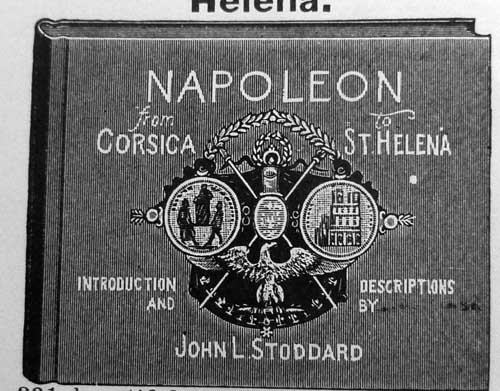 Helena.
NAPOLEON
from to
CORSICA ST. HELENA
INTRODUCTION DESCRIPTIONS
AND BY
JOHN L. STODDARD